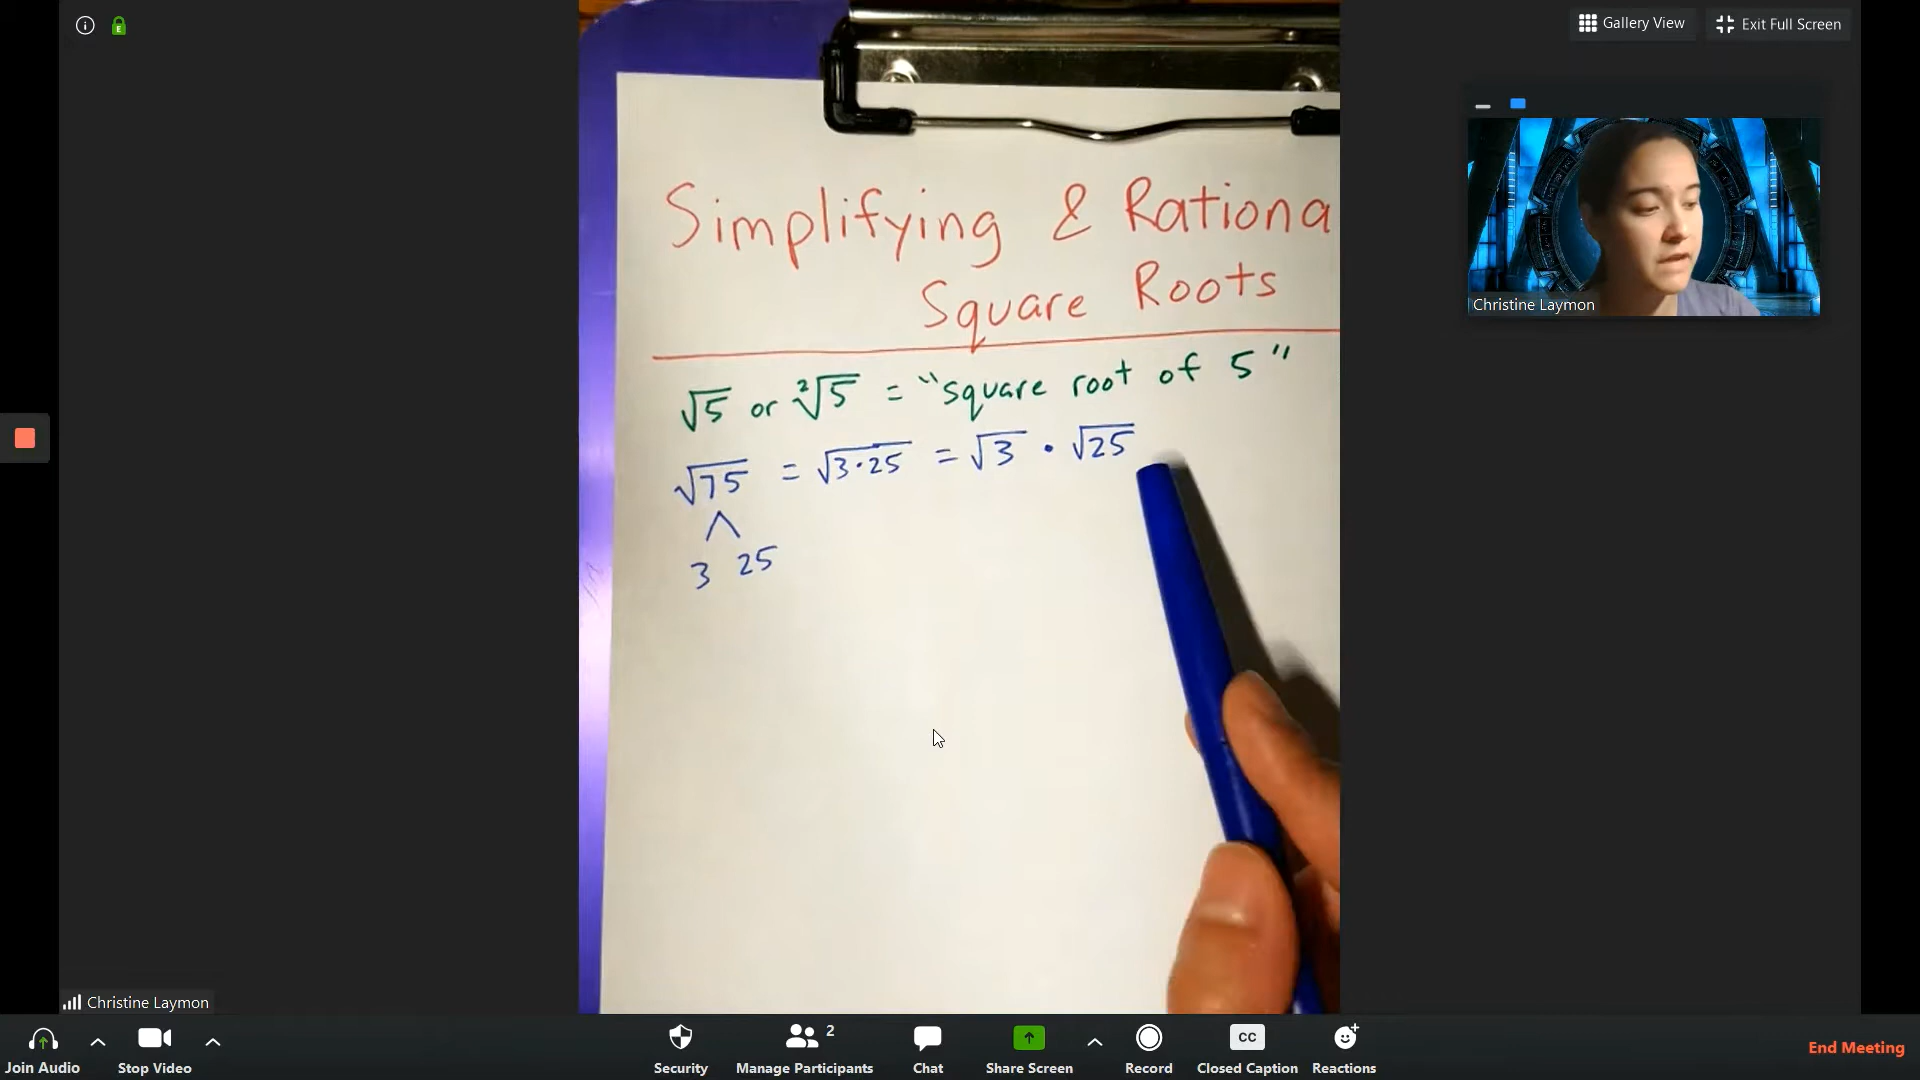 Gallery View
Exit Full Screen
Simplifying & Rationa
Square Roots
Christine Laymon
√5 or ²√5 = "square root of 5"
√75 = √3·25 = √3 · √25
3 25
Christine Laymon
2
CC
Join Audio
Stop Video
Security
Manage Participants
Chat
Share Screen
Record
Closed Caption
Reactions
End Meeting